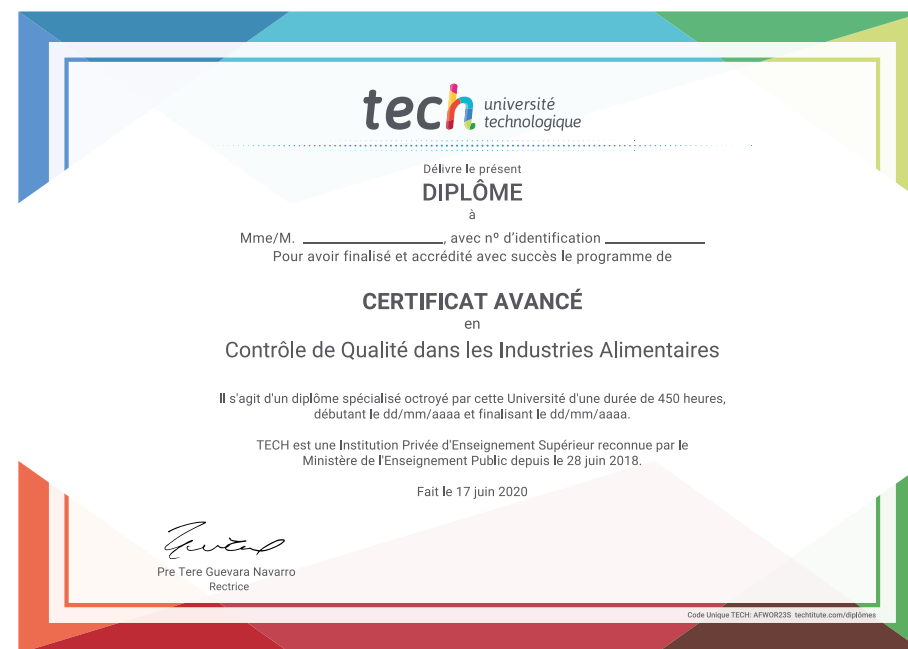 tech université
technologique
Délivre le présent
DIPLÔME
à
Mme/M. ____________________, avec nº d’identification ______________
Pour avoir finalisé et accrédité avec succès le programme de
CERTIFICAT AVANCÉ
en
Contrôle de Qualité dans les Industries Alimentaires
Il s'agit d'un diplôme spécialisé octroyé par cette Université d'une durée de 450 heures,
débutant le dd/mm/aaaa et finalisant le dd/mm/aaaa.
TECH est une Institution Privée d'Enseignement Supérieur reconnue par le
Ministère de l'Enseignement Public depuis le 28 juin 2018.
Fait le 17 juin 2020
Pre Tere Guevara Navarro
Rectrice
Code Unique TECH: AFWOR23S techtitute.com/diplômes